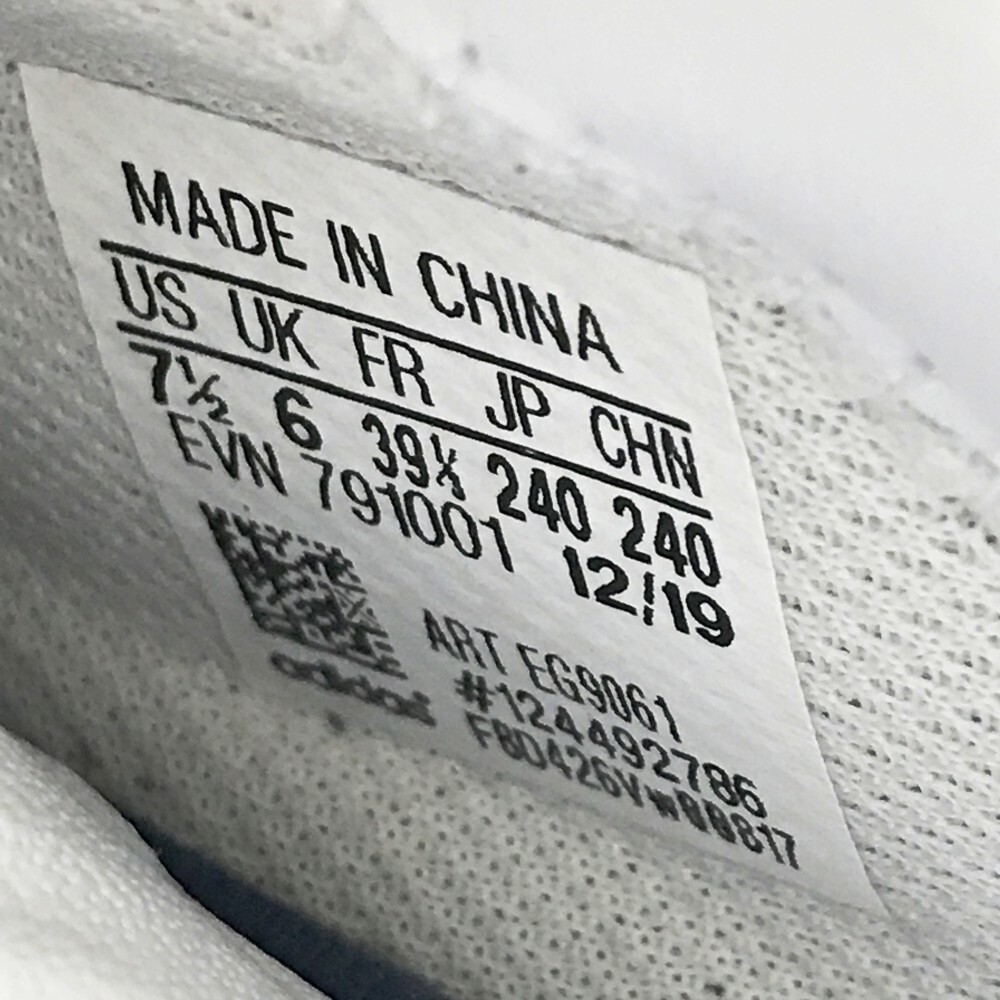 MADE IN CHINA
US UK FR JP CHN
7½ 6 39⅓ 240 240
EVN 791001 12/19
ART EG9061
#124492786
adidas